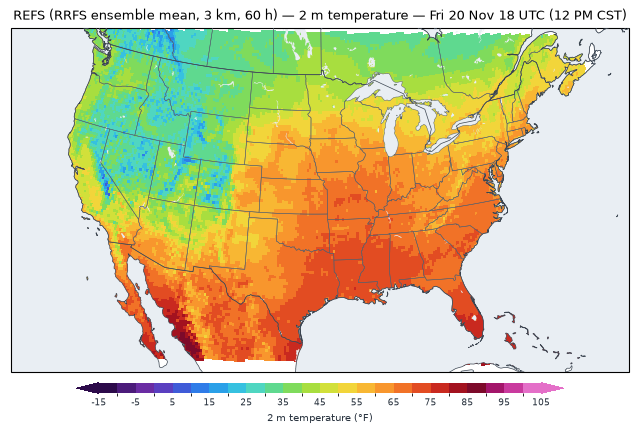 REFS (RRFS ensemble mean, 3 km, 60 h) — 2 m temperature — Fri 20 Nov 18 UTC (12 PM CST)
-15 -5 5 15 25 35 45 55 65 75 85 95 105
2 m temperature (°F)